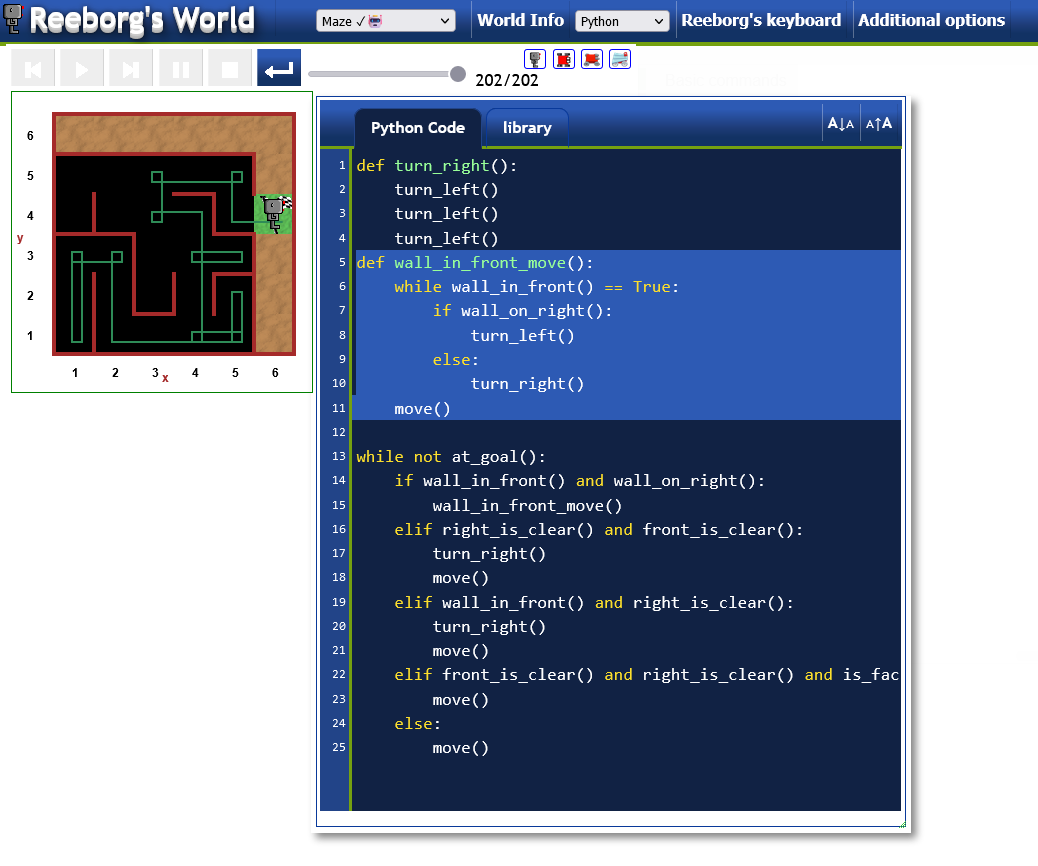 Reeborg's World
Maze ✓
World Info
Python
Reeborg's keyboard
Additional options
202/202
6
5
4
3
2
1
y
1 2 3 4 5 6
x
Python Code
library
A↓A
A↑A
1 def turn_right():
2     turn_left()
3     turn_left()
4     turn_left()
5 def wall_in_front_move():
6     while wall_in_front() == True:
7         if wall_on_right():
8             turn_left()
9         else:
10             turn_right()
11     move()
12
13 while not at_goal():
14     if wall_in_front() and wall_on_right():
15         wall_in_front_move()
16     elif right_is_clear() and front_is_clear():
17         turn_right()
18         move()
19     elif wall_in_front() and right_is_clear():
20         turn_right()
21         move()
22     elif front_is_clear() and right_is_clear() and is_fac
23         move()
24     else:
25         move()